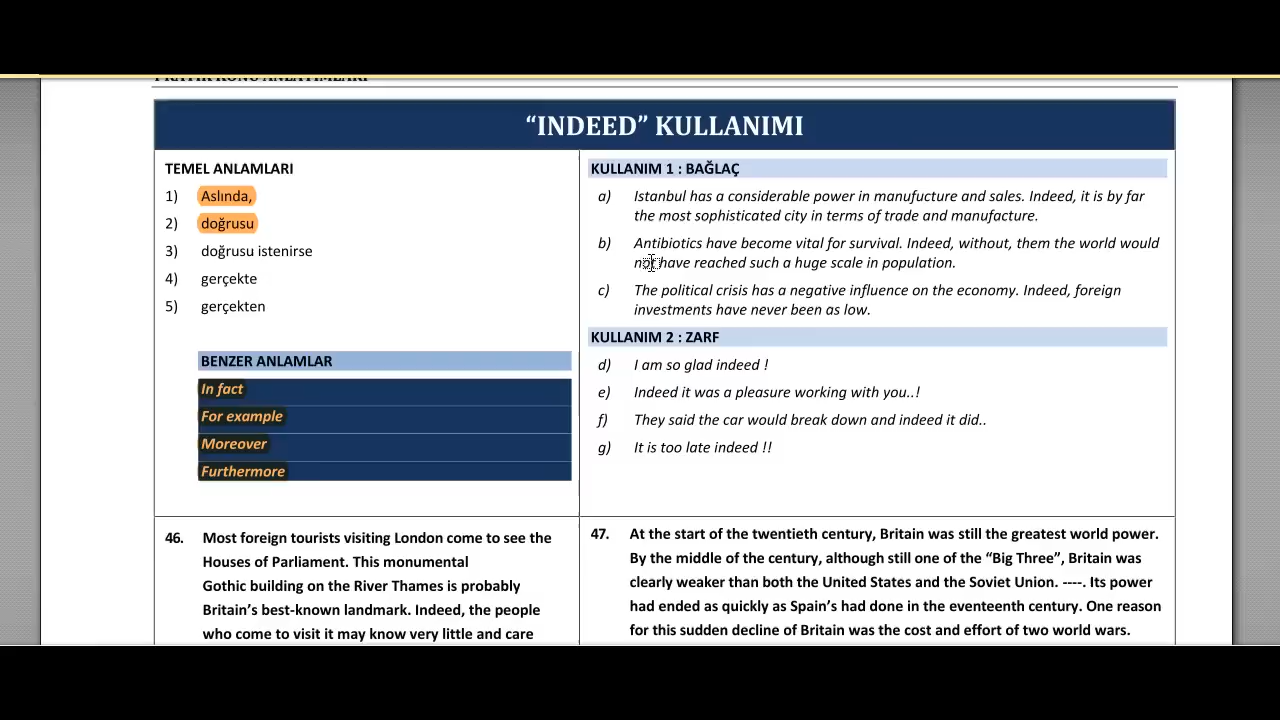 PRATİK KONU ANLATIMLARI
“INDEED” KULLANIMI
TEMEL ANLAMLARI
1) Aslında,
2) doğrusu
3) doğrusu istenirse
4) gerçekte
5) gerçekten
BENZER ANLAMLAR
In fact
For example
Moreover
Furthermore
KULLANIM 1 : BAĞLAÇ
a) Istanbul has a considerable power in manufucture and sales. Indeed, it is by far
the most sophisticated city in terms of trade and manufacture.
b) Antibiotics have become vital for survival. Indeed, without, them the world would
not have reached such a huge scale in population.
c) The political crisis has a negative influence on the economy. Indeed, foreign
investments have never been as low.
KULLANIM 2 : ZARF
d) I am so glad indeed !
e) Indeed it was a pleasure working with you..!
f) They said the car would break down and indeed it did..
g) It is too late indeed !!
46. Most foreign tourists visiting London come to see the
Houses of Parliament. This monumental
Gothic building on the River Thames is probably
Britain’s best-known landmark. Indeed, the people
who come to visit it may know very little and care
47. At the start of the twentieth century, Britain was still the greatest world power.
By the middle of the century, although still one of the “Big Three”, Britain was
clearly weaker than both the United States and the Soviet Union. ----. Its power
had ended as quickly as Spain’s had done in the eventeenth century. One reason
for this sudden decline of Britain was the cost and effort of two world wars.